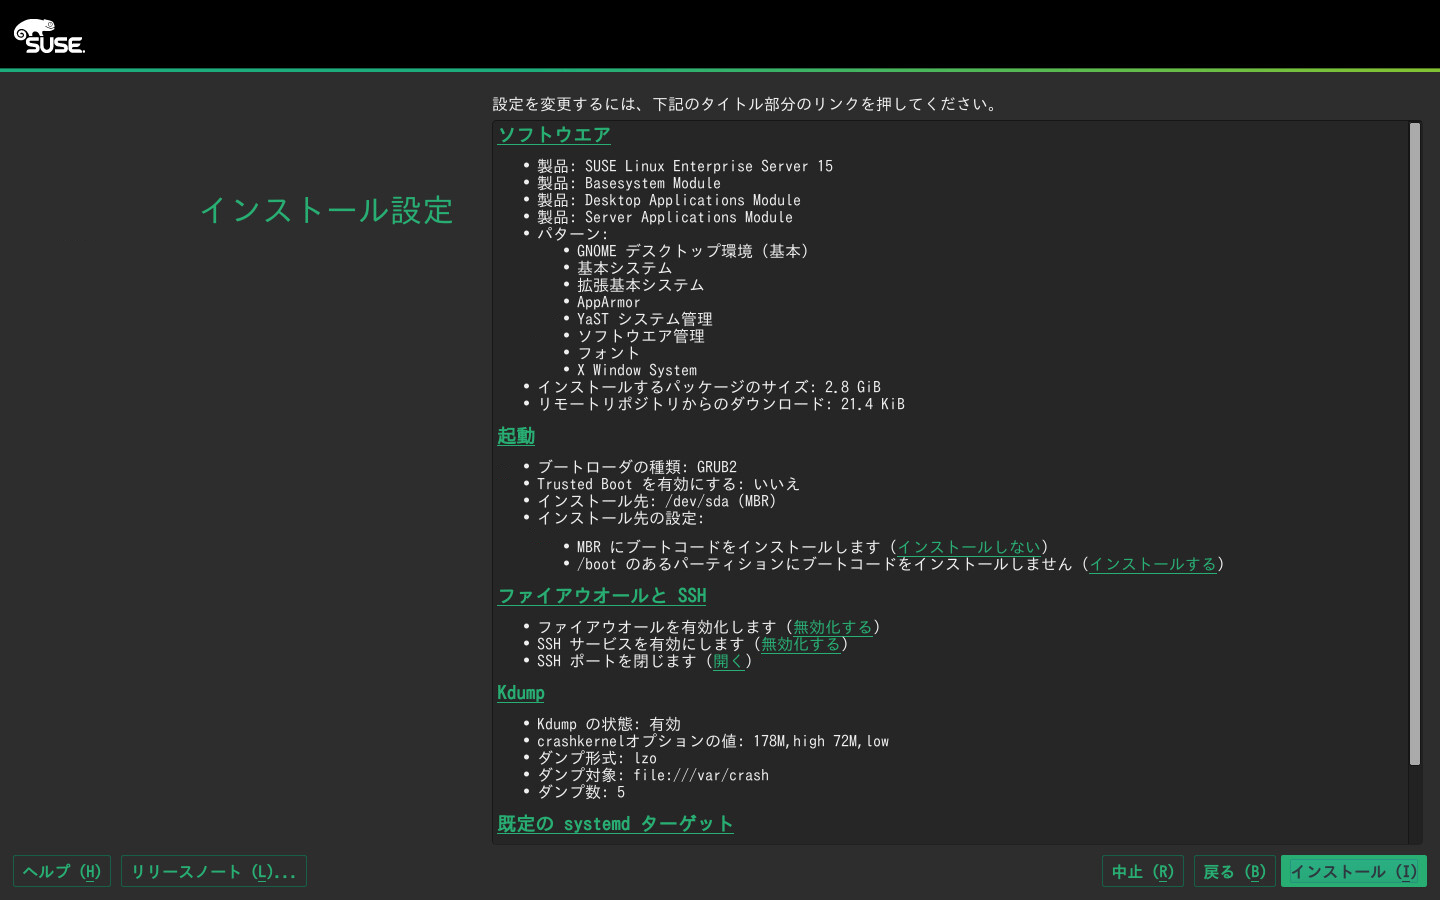 SUSE.
設定を変更するには、下記のタイトル部分のリンクを押してください。
インストール設定
ソフトウエア
• 製品: SUSE Linux Enterprise Server 15
• 製品: Basesystem Module
• 製品: Desktop Applications Module
• 製品: Server Applications Module
• パターン:
• GNOME デスクトップ環境 (基本)
• 基本システム
• 拡張基本システム
• AppArmor
• YaST システム管理
• ソフトウエア管理
• フォント
• X Window System
• インストールするパッケージのサイズ: 2.8 GiB
• リモートリポジトリからのダウンロード: 21.4 KiB
起動
• ブートローダの種類: GRUB2
• Trusted Boot を有効にする: いいえ
• インストール先: /dev/sda (MBR)
• インストール先の設定:
• MBR にブートコードをインストールします (インストールしない)
• /boot のあるパーティションにブートコードをインストールしません (インストールする)
ファイアウオールと SSH
• ファイアウオールを有効化します (無効化する)
• SSH サービスを有効にします (無効化する)
• SSH ポートを閉じます (開く)
Kdump
• Kdump の状態: 有効
• crashkernelオプションの値: 178M,high 72M,low
• ダンプ形式: lzo
• ダンプ対象: file:///var/crash
• ダンプ数: 5
既定の systemd ターゲット
ヘルプ (H)
リリースノート (L)...
中止 (R)
戻る (B)
インストール (I)